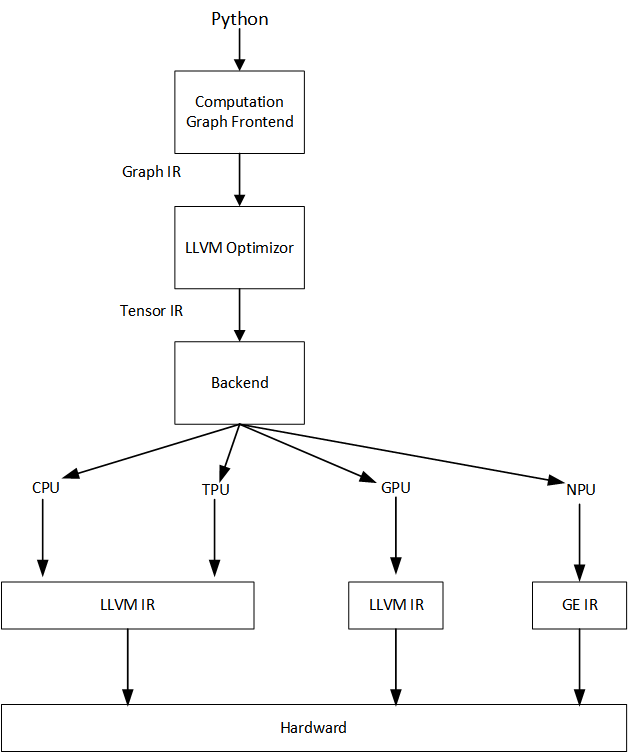 Python
Computation
Graph Frontend
Graph IR
LLVM Optimizor
Tensor IR
Backend
CPU
TPU
GPU
NPU
LLVM IR
LLVM IR
GE IR
Hardward